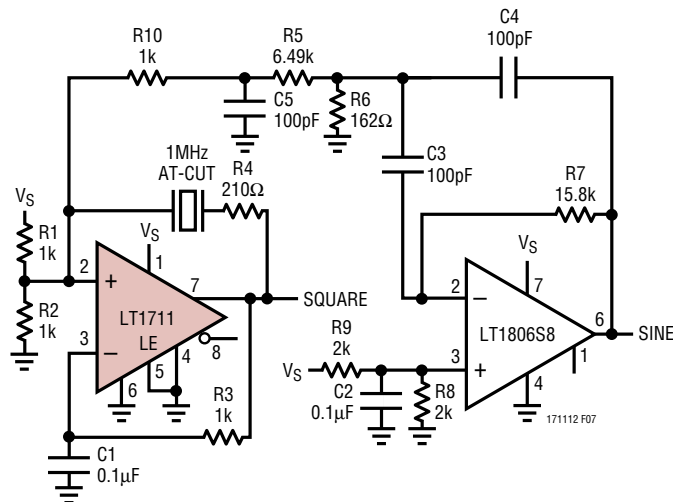 C4
100pF
R10
1k
R5
6.49k
C5
100pF
R6
162Ω
C3
100pF
1MHz
AT-CUT
R4
210Ω
R7
15.8k
VS
R1
1k
R2
1k
VS
1
2
+
7
SQUARE
LT1711
3
−
LE
8
6
5
4
R3
1k
C1
0.1µF
VS
2
−
7
6
SINE
LT1806S8
3
+
1
4
R9
2k
VS
C2
0.1µF
R8
2k
171112 F07